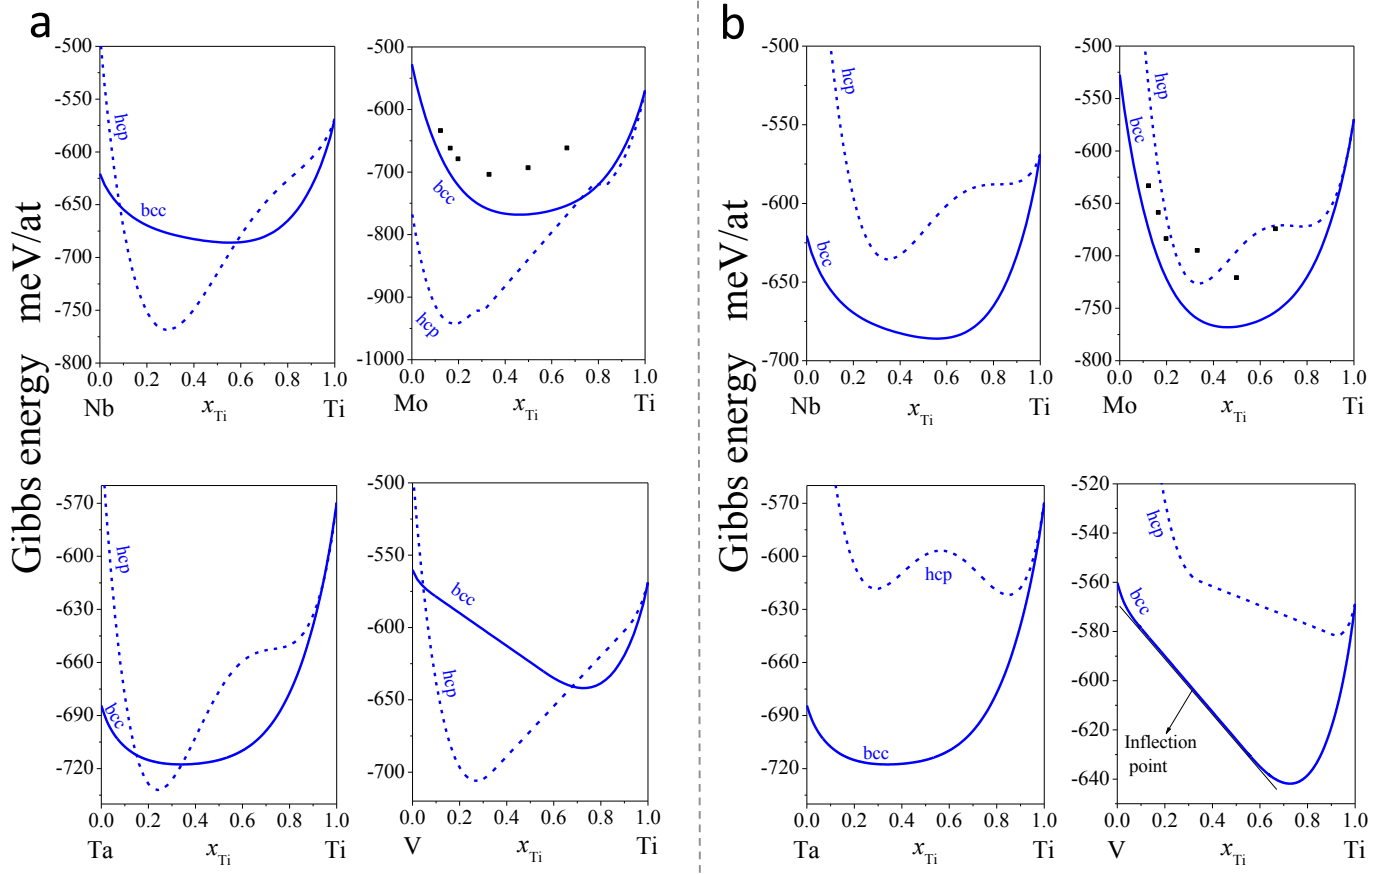 a
b
Gibbs energy meV/at
-500
-550
-600
-650
-700
-750
-800
hcp
bcc
0.0 0.2 0.4 0.6 0.8 1.0
Nb xTi Ti
-500
-600
-700
-800
-900
-1000
bcc
hcp
0.0 0.2 0.4 0.6 0.8 1.0
Mo xTi Ti
-570
-600
-630
-660
-690
-720
hcp
bcc
0.0 0.2 0.4 0.6 0.8 1.0
Ta xTi Ti
-500
-550
-600
-650
-700
bcc
hcp
0.0 0.2 0.4 0.6 0.8 1.0
V xTi Ti
Gibbs energy meV/at
-500
-550
-600
-650
-700
hcp
bcc
0.0 0.2 0.4 0.6 0.8 1.0
Nb xTi Ti
-500
-550
-600
-650
-700
-750
-800
hcp
bcc
0.0 0.2 0.4 0.6 0.8 1.0
Mo xTi Ti
-570
-600
-630
-660
-690
-720
hcp
bcc
0.0 0.2 0.4 0.6 0.8 1.0
Ta xTi Ti
-520
-540
-560
-580
-600
-620
-640
hcp
bcc
Inflection
point
0.0 0.2 0.4 0.6 0.8 1.0
V xTi Ti